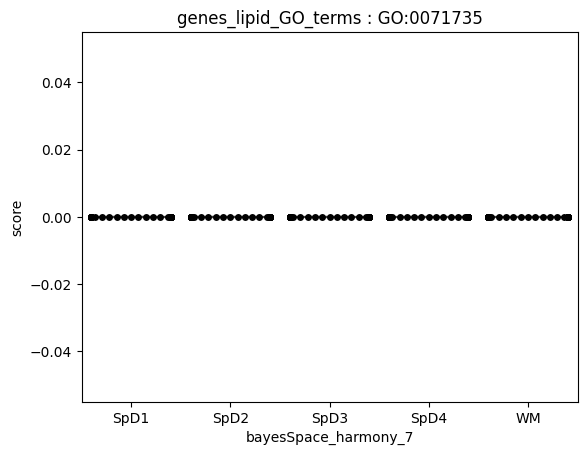 genes_lipid_GO_terms : GO:0071735
score
0.04
0.02
0.00
−0.02
−0.04
SpD1 SpD2 SpD3 SpD4 WM
bayesSpace_harmony_7